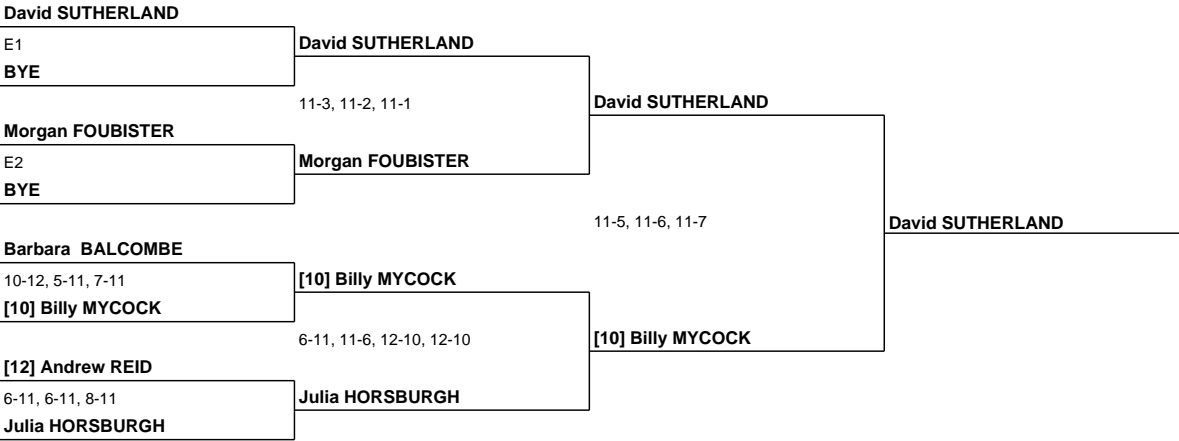 David SUTHERLAND
E1
David SUTHERLAND
BYE
11-3, 11-2, 11-1
David SUTHERLAND
Morgan FOUBISTER
E2
Morgan FOUBISTER
BYE
11-5, 11-6, 11-7
David SUTHERLAND
Barbara  BALCOMBE
10-12, 5-11, 7-11
[10] Billy MYCOCK
[10] Billy MYCOCK
6-11, 11-6, 12-10, 12-10
[10] Billy MYCOCK
[12] Andrew REID
6-11, 6-11, 8-11
Julia HORSBURGH
Julia HORSBURGH